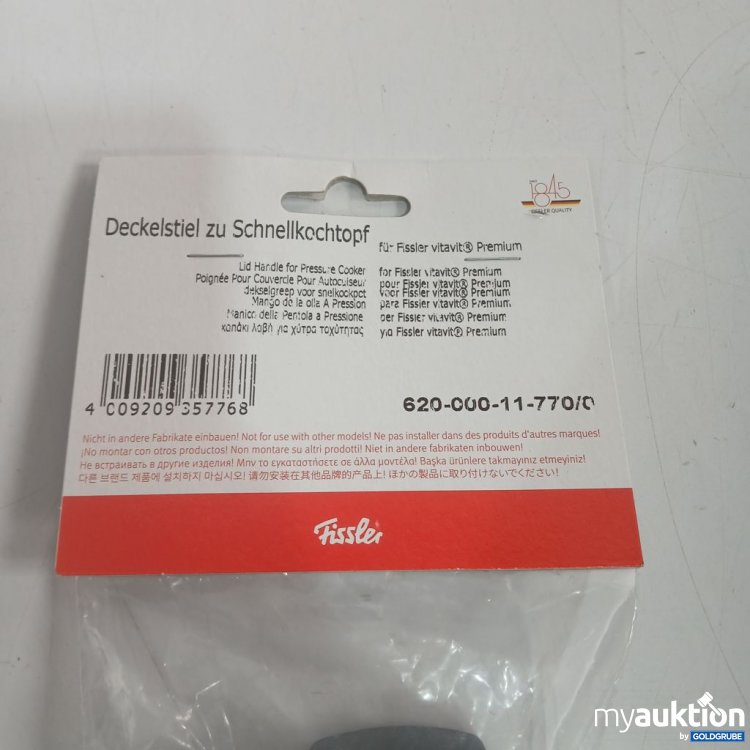 SINCE
1845
FISSLER QUALITY
Deckelstiel zu Schnellkochtopf für Fissler vitavit® Premium
Lid Handle for Pressure Cooker for Fissler vitavit® Premium
Poignée Pour Couvercle Pour Autocuiseur pour Fissler vitavit® Premium
dekselgreep voor snelkookpot voor Fissler vitavit® Premium
Mango de la olla A Pression para Fissler vitavit® Premium
Manico della Pentola a Pressione per Fissler vitavit® Premium
καπάκι λαβή για χύτρα ταχύτητας για Fissler vitavit® Premium
4 009209 357768
620-000-11-770/0
Nicht in andere Fabrikate einbauen! Not for use with other models! Ne pas installer dans des produits d'autres marques!
¡No montar con otros productos! Non montare su altri prodotti! Niet in andere fabrikaten inbouwen!
Не встраивать в другие изделия! Μην το εγκαταστήσετε σε άλλα μοντέλα! Başka ürünlere takmayınız etmeyiniz!
다른 브랜드 제품에 설치하지 마십시오! 请勿安装在其他品牌的产品上! ほかの製品に取り付けないでください!
Fissler
myauktion
by GOLDGRUBE